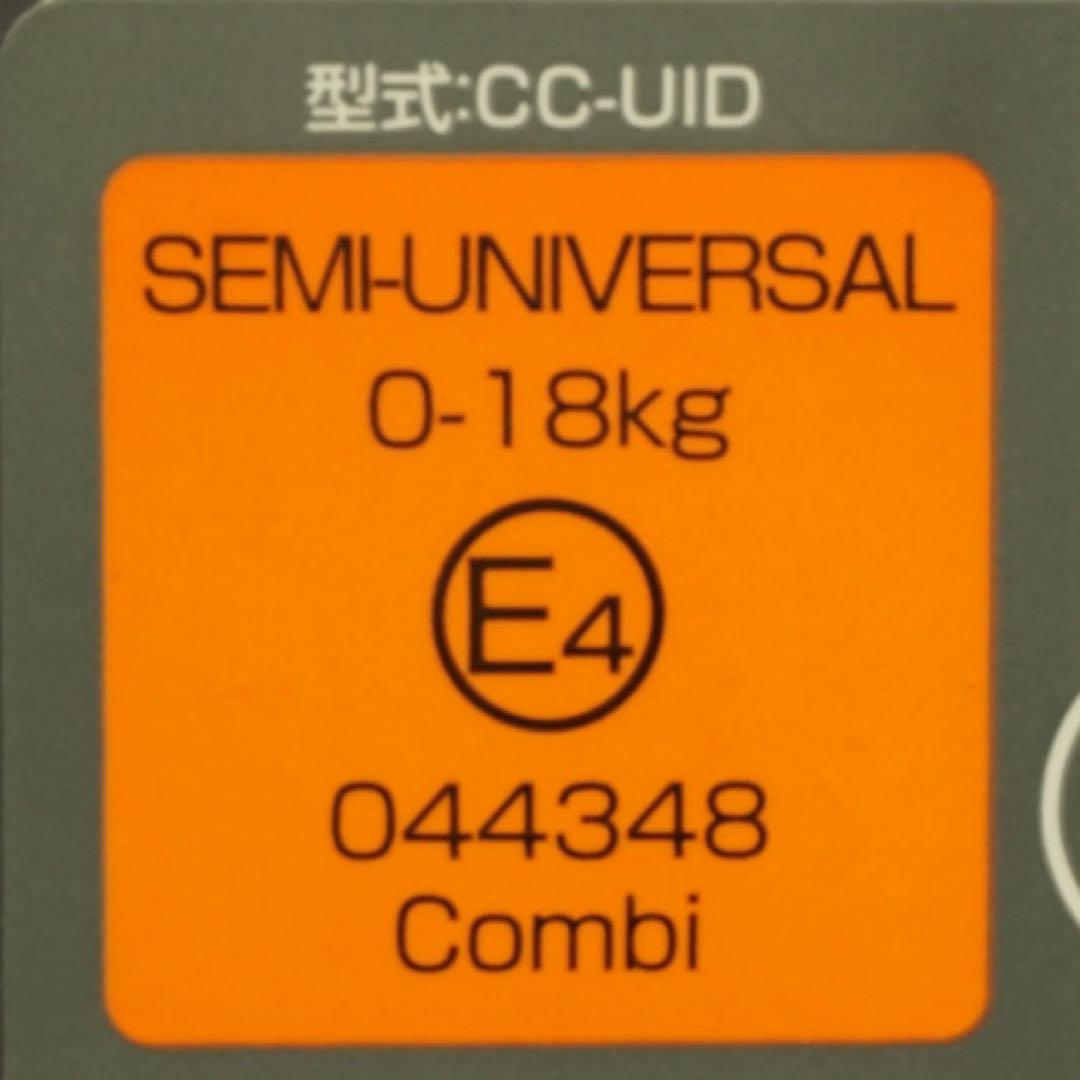 型式:CC-UID
SEMI-UNIVERSAL
0-18kg
E4
044348
Combi